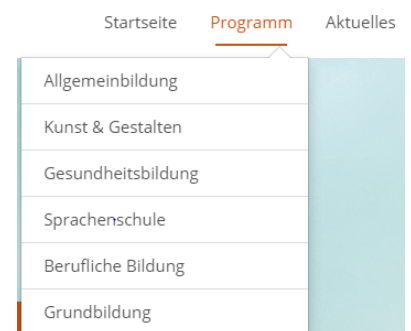 Startseite Programm Aktuelles
Allgemeinbildung
Kunst & Gestalten
Gesundheitsbildung
Sprachenschule
Berufliche Bildung
Grundbildung